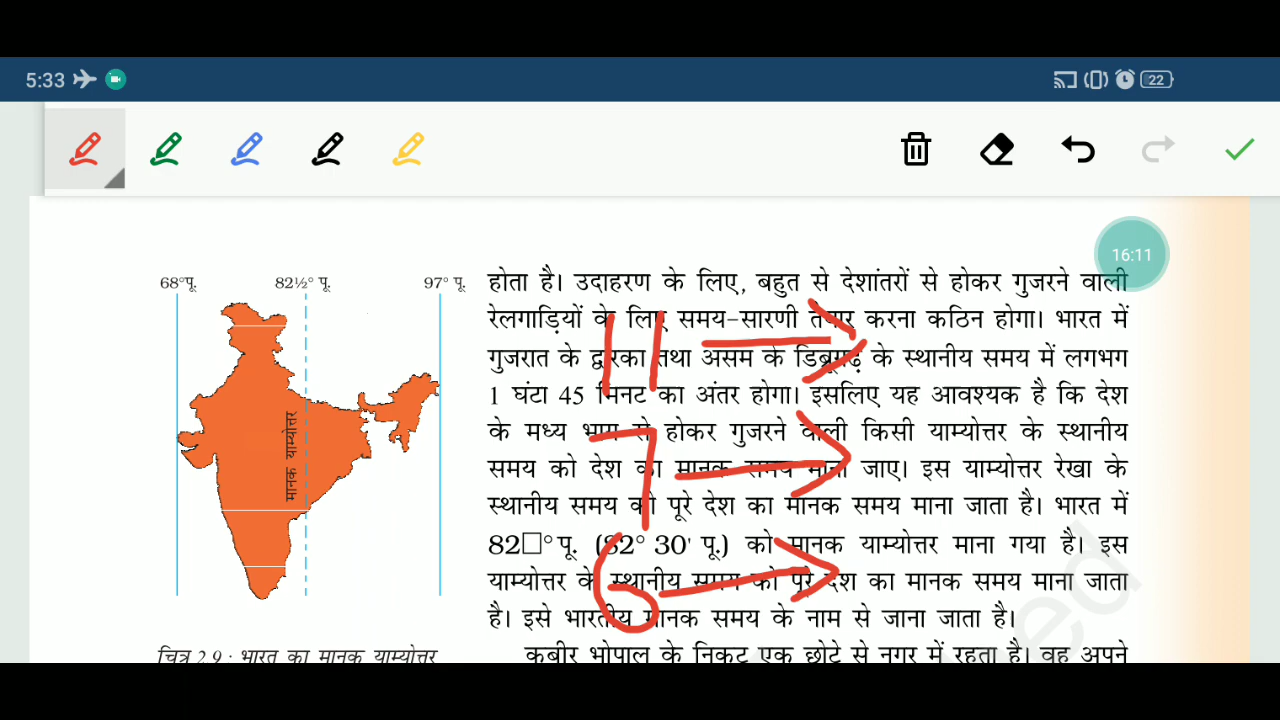 5:33
22
16:11
68°पू.
82½° पू.
97° पू.
मानक याम्योत्तर
चित्र 2.9 : भारत का मानक याम्योत्तर
होता है। उदाहरण के लिए, बहुत से देशांतरों से होकर गुजरने वाली
रेलगाड़ियों के लिए समय-सारणी तैयार करना कठिन होगा। भारत में
गुजरात के द्वारका तथा असम के डिब्रूगढ़ के स्थानीय समय में लगभग
1 घंटा 45 मिनट का अंतर होगा। इसलिए यह आवश्यक है कि देश
के मध्य भाग से होकर गुजरने वाली किसी याम्योत्तर के स्थानीय
समय को देश का मानक समय माना जाए। इस याम्योत्तर रेखा के
स्थानीय समय को पूरे देश का मानक समय माना जाता है। भारत में
82□° पू. (82° 30' पू.) को मानक याम्योत्तर माना गया है। इस
याम्योत्तर के स्थानीय समय को पूरे देश का मानक समय माना जाता
है। इसे भारतीय मानक समय के नाम से जाना जाता है।
कबीर भोपाल के निकट एक छोटे से नगर में रहता है। वह अपने
11
7
6